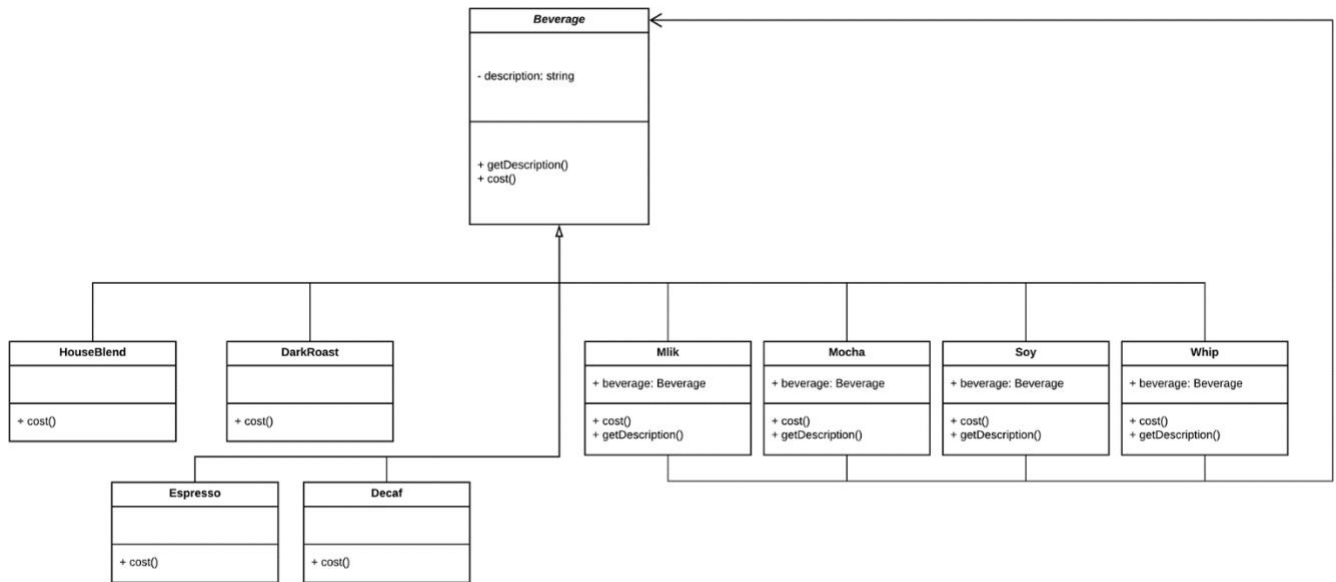 Beverage
- description: string
+ getDescription()
+ cost()
HouseBlend
+ cost()
DarkRoast
+ cost()
Mlik
+ beverage: Beverage
+ cost()
+ getDescription()
Mocha
+ beverage: Beverage
+ cost()
+ getDescription()
Soy
+ beverage: Beverage
+ cost()
+ getDescription()
Whip
+ beverage: Beverage
+ cost()
+ getDescription()
Espresso
+ cost()
Decaf
+ cost()